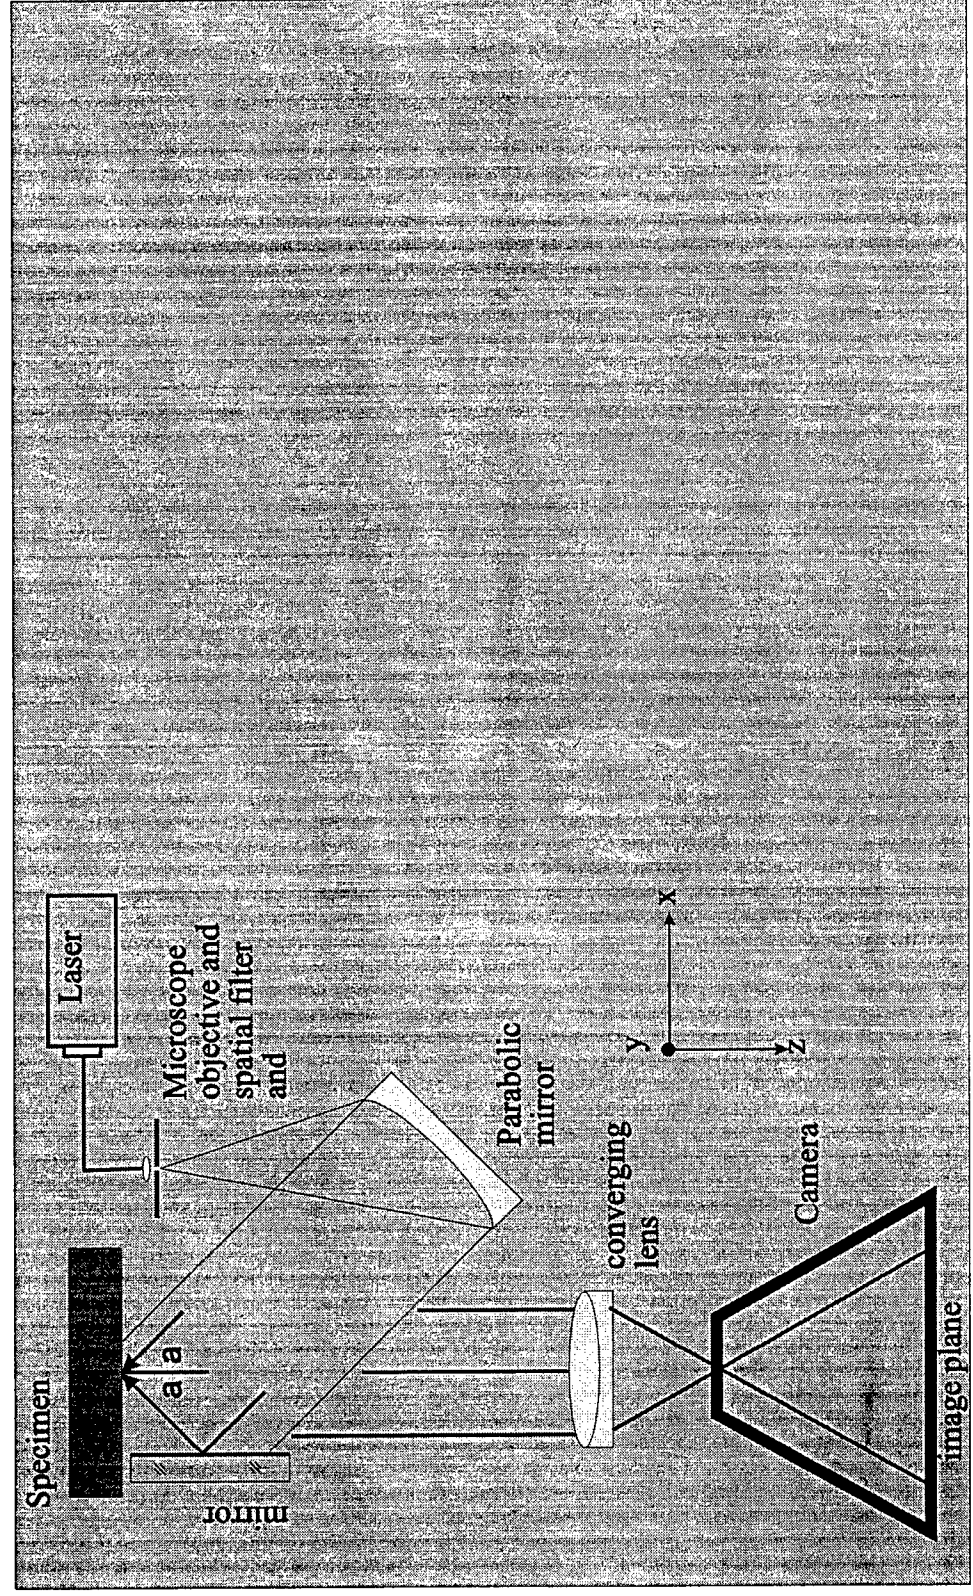 Specimen
Laser
Microscope
objective and
spatial filter
and
a a
mirror
Parabolic
mirror
converging
lens
y
x
z
Camera
image plane